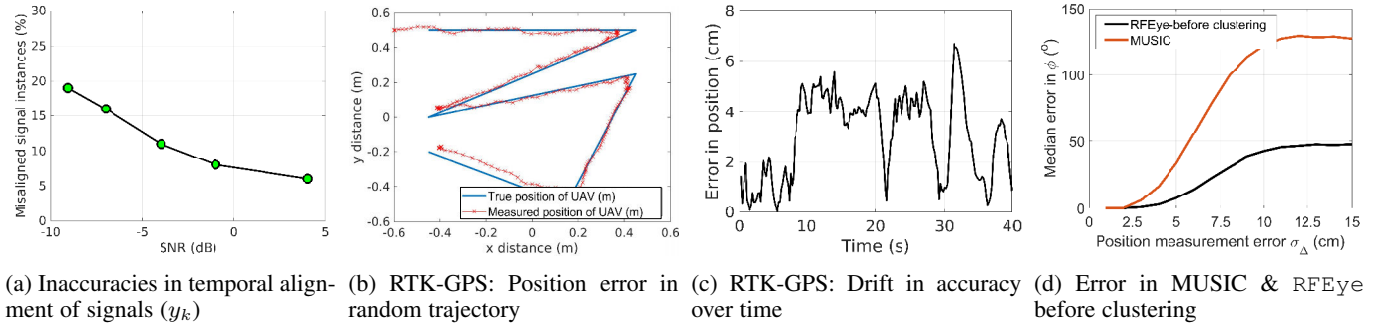 Misaligned signal instances (%)
30
25
20
15
10
5
0
-10
-5
0
5
SNR (dB)
y distance (m)
0.6
0.4
0.2
0
-0.2
-0.4
-0.6
True position of UAV (m)
Measured position of UAV (m)
-0.6
-0.4
-0.2
0
0.2
0.4
0.6
x distance (m)
Error in position (cm)
8
6
4
2
0
0
10
20
30
40
Time (s)
Median error in ϕ (°)
150
100
50
0
RFEye-before clustering
MUSIC
0
2.5
5
7.5
10
12.5
15
Position measurement error σ_Δ (cm)
(a) Inaccuracies in temporal align-
ment of signals (y_k)
(b) RTK-GPS: Position error in
random trajectory
(c) RTK-GPS: Drift in accuracy
over time
(d) Error in MUSIC & RFEye
before clustering